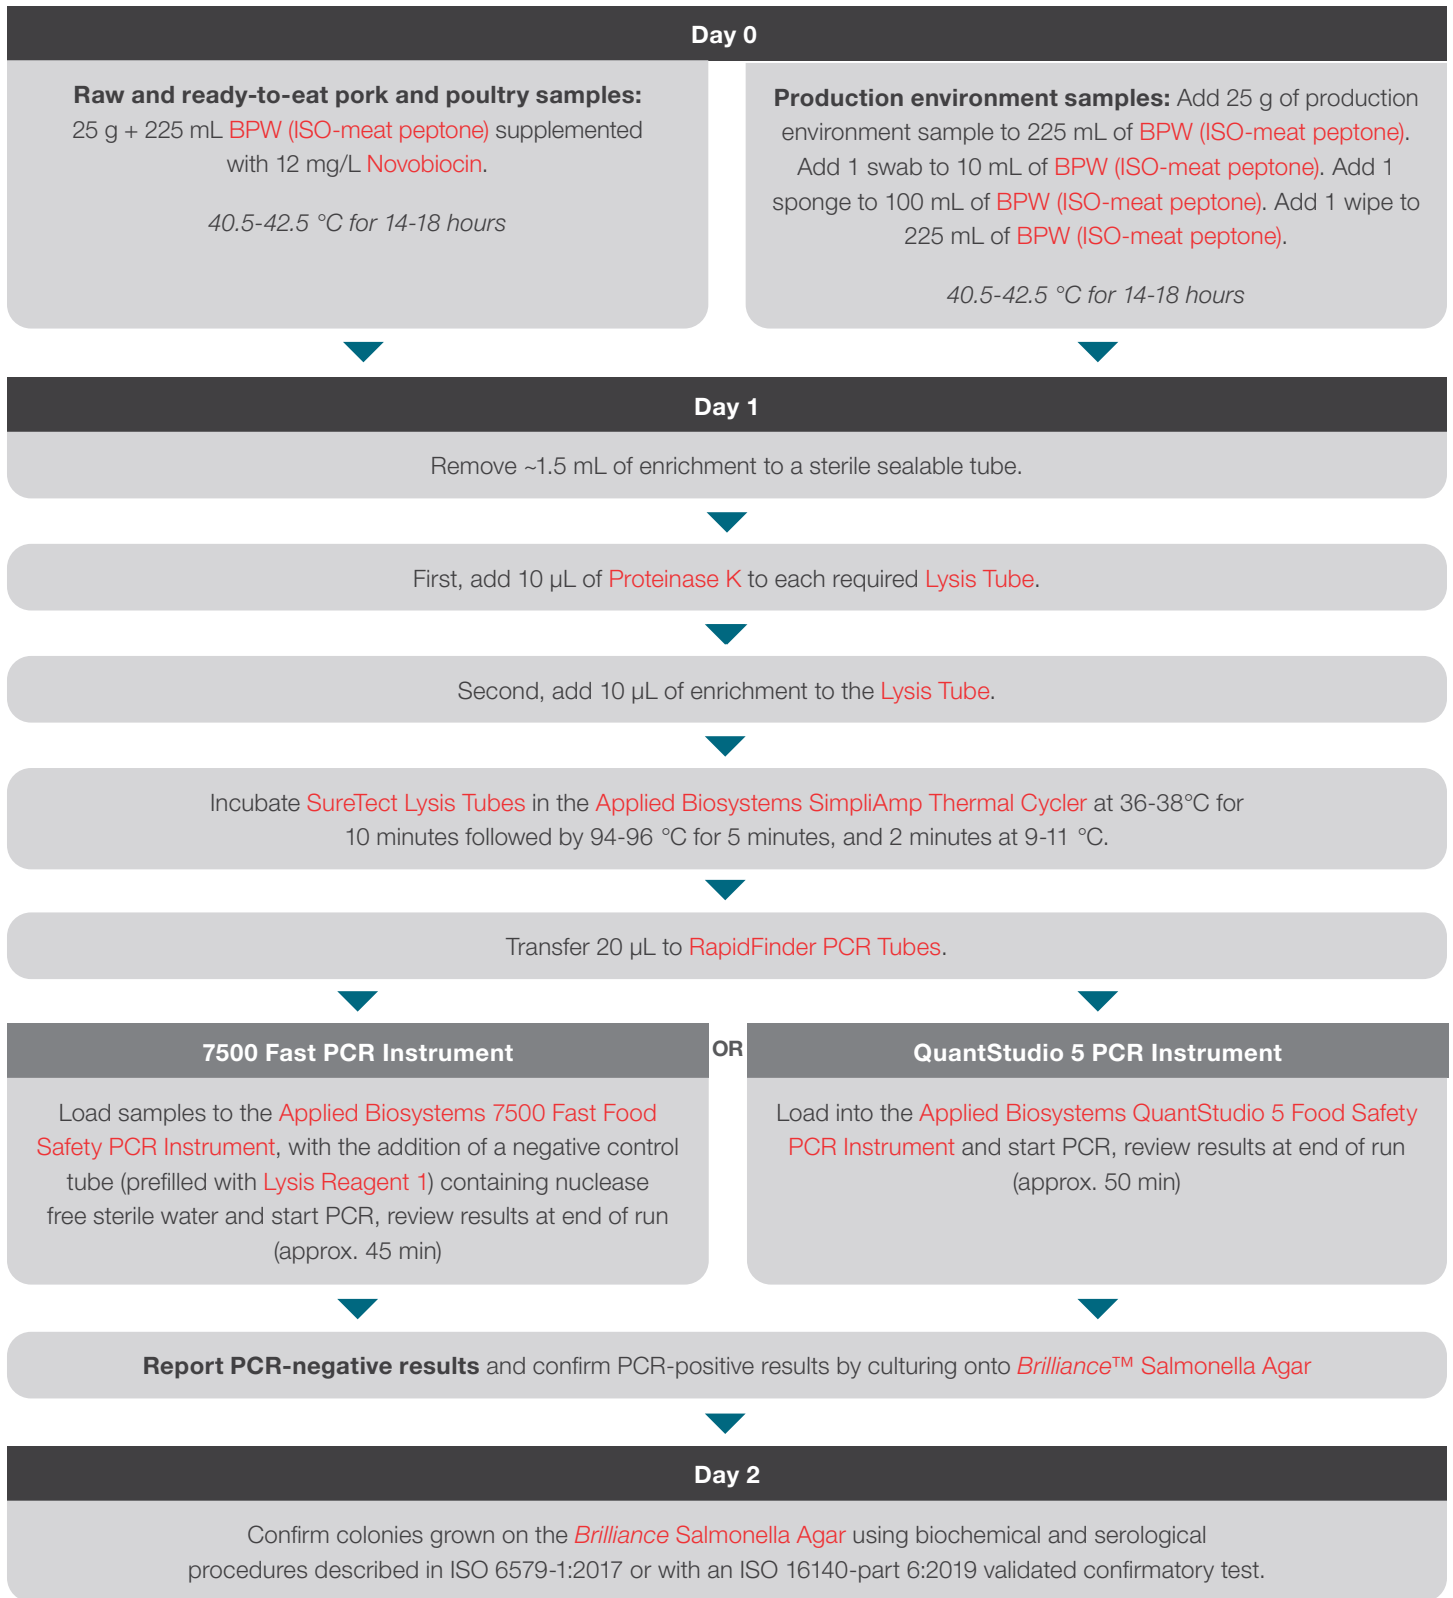 Day 0
Raw and ready-to-eat pork and poultry samples:
25 g + 225 mL BPW (ISO-meat peptone) supplemented
with 12 mg/L Novobiocin.
40.5-42.5 °C for 14-18 hours
Production environment samples: Add 25 g of production
environment sample to 225 mL of BPW (ISO-meat peptone).
Add 1 swab to 10 mL of BPW (ISO-meat peptone). Add 1
sponge to 100 mL of BPW (ISO-meat peptone). Add 1 wipe to
225 mL of BPW (ISO-meat peptone).
40.5-42.5 °C for 14-18 hours
Day 1
Remove ~1.5 mL of enrichment to a sterile sealable tube.
First, add 10 µL of Proteinase K to each required Lysis Tube.
Second, add 10 µL of enrichment to the Lysis Tube.
Incubate SureTect Lysis Tubes in the Applied Biosystems SimpliAmp Thermal Cycler at 36-38°C for
10 minutes followed by 94-96 °C for 5 minutes, and 2 minutes at 9-11 °C.
Transfer 20 µL to RapidFinder PCR Tubes.
7500 Fast PCR Instrument
Load samples to the Applied Biosystems 7500 Fast Food
Safety PCR Instrument, with the addition of a negative control
tube (prefilled with Lysis Reagent 1) containing nuclease
free sterile water and start PCR, review results at end of run
(approx. 45 min)
OR
QuantStudio 5 PCR Instrument
Load into the Applied Biosystems QuantStudio 5 Food Safety
PCR Instrument and start PCR, review results at end of run
(approx. 50 min)
Report PCR-negative results and confirm PCR-positive results by culturing onto Brilliance™ Salmonella Agar
Day 2
Confirm colonies grown on the Brilliance Salmonella Agar using biochemical and serological
procedures described in ISO 6579-1:2017 or with an ISO 16140-part 6:2019 validated confirmatory test.